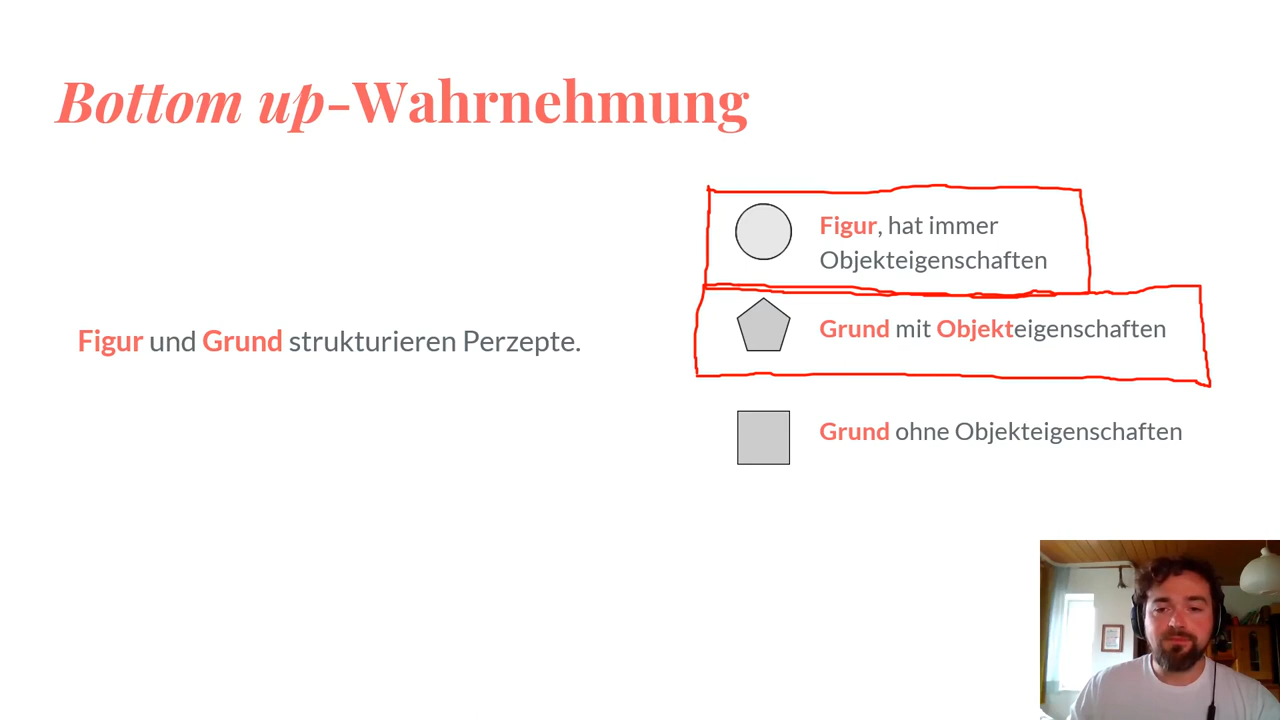 Bottom up-Wahrnehmung
Figur und Grund strukturieren Perzepte.
Figur, hat immer
Objekteigenschaften
Grund mit Objekteigenschaften
Grund ohne Objekteigenschaften